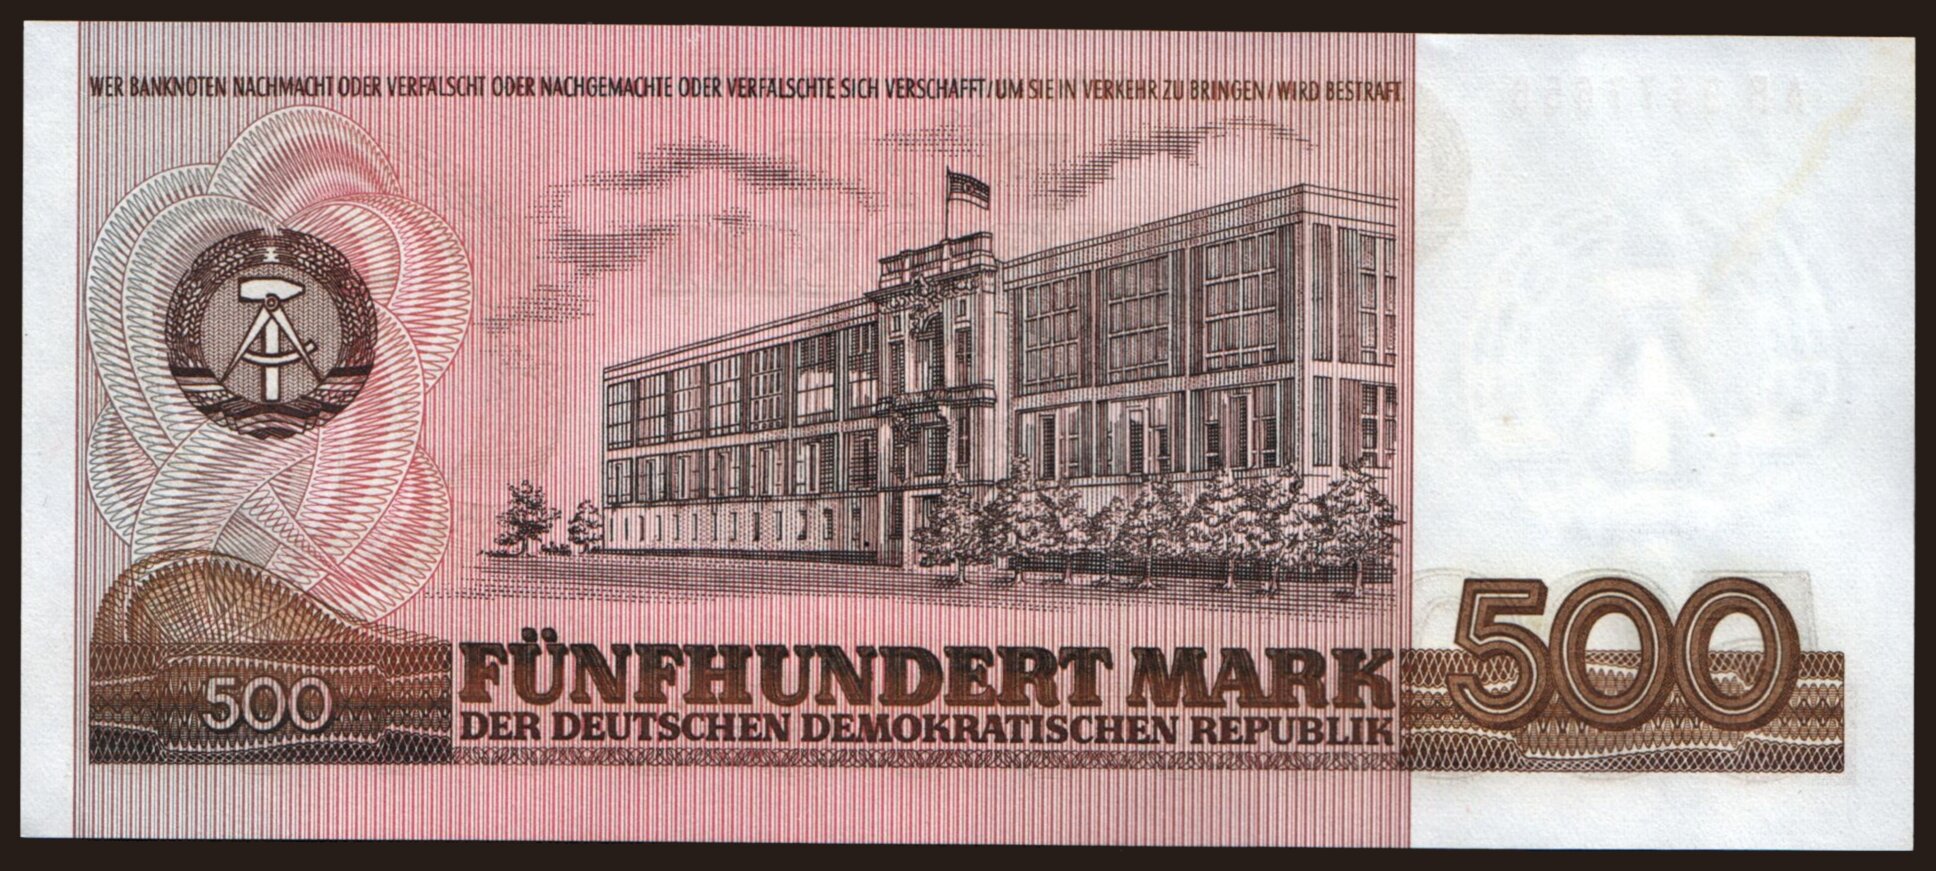 WER BANKNOTEN NACHMACHT ODER VERFÄLSCHT ODER NACHGEMACHTE ODER VERFÄLSCHTE SICH VERSCHAFFT/UM SIE IN VERKEHR ZU BRINGEN/WIRD BESTRAFT.
500
FÜNFHUNDERT MARK
DER DEUTSCHEN DEMOKRATISCHEN REPUBLIK
500